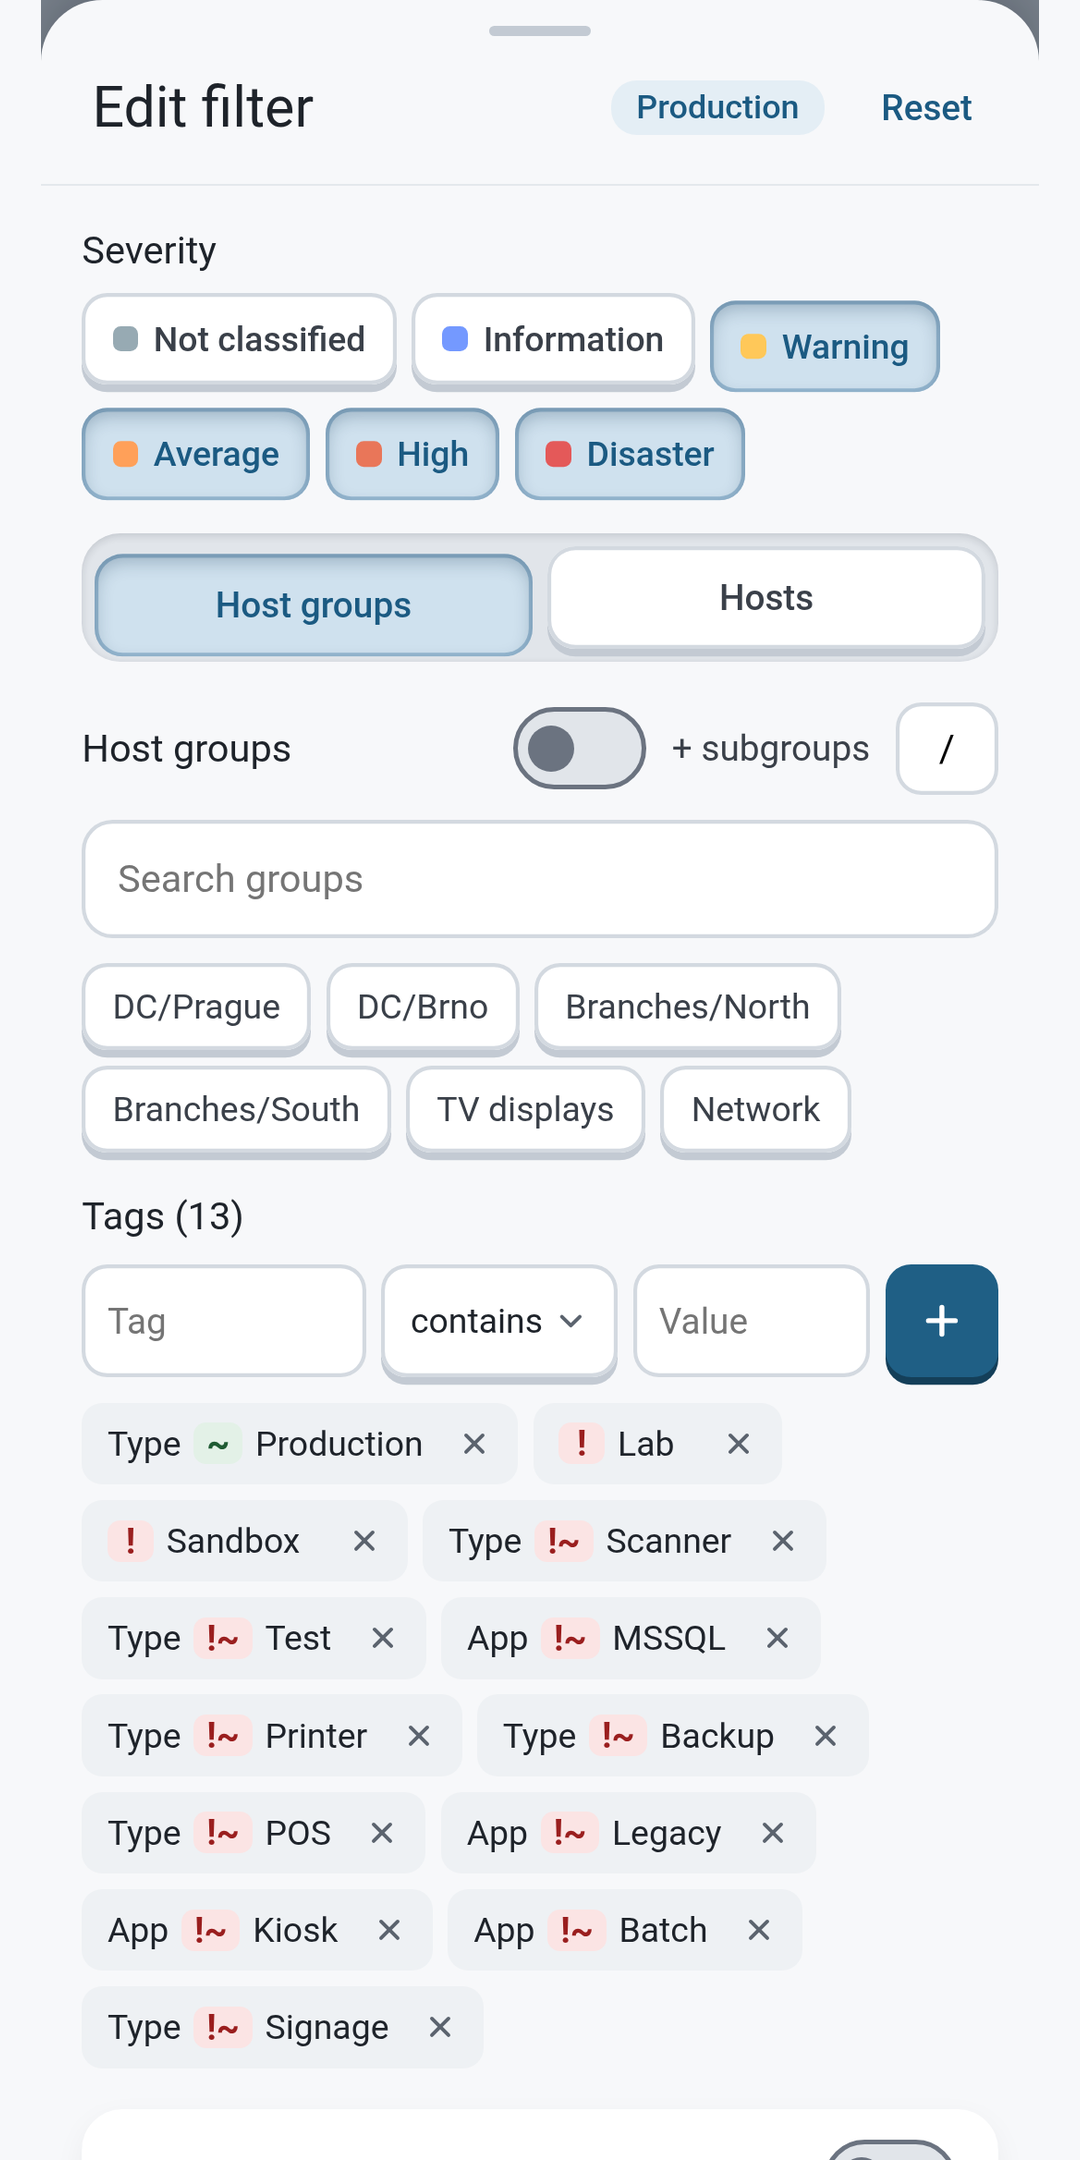 Edit filter Production Reset
Severity
Not classified Information Warning
Average High Disaster
Host groups Hosts
Host groups + subgroups /
Search groups
DC/Prague DC/Brno Branches/North
Branches/South TV displays Network
Tags (13)
Tag contains Value +
Type ~ Production × ! Lab ×
! Sandbox × Type !~ Scanner ×
Type !~ Test × App !~ MSSQL ×
Type !~ Printer × Type !~ Backup ×
Type !~ POS × App !~ Legacy ×
App !~ Kiosk × App !~ Batch ×
Type !~ Signage ×